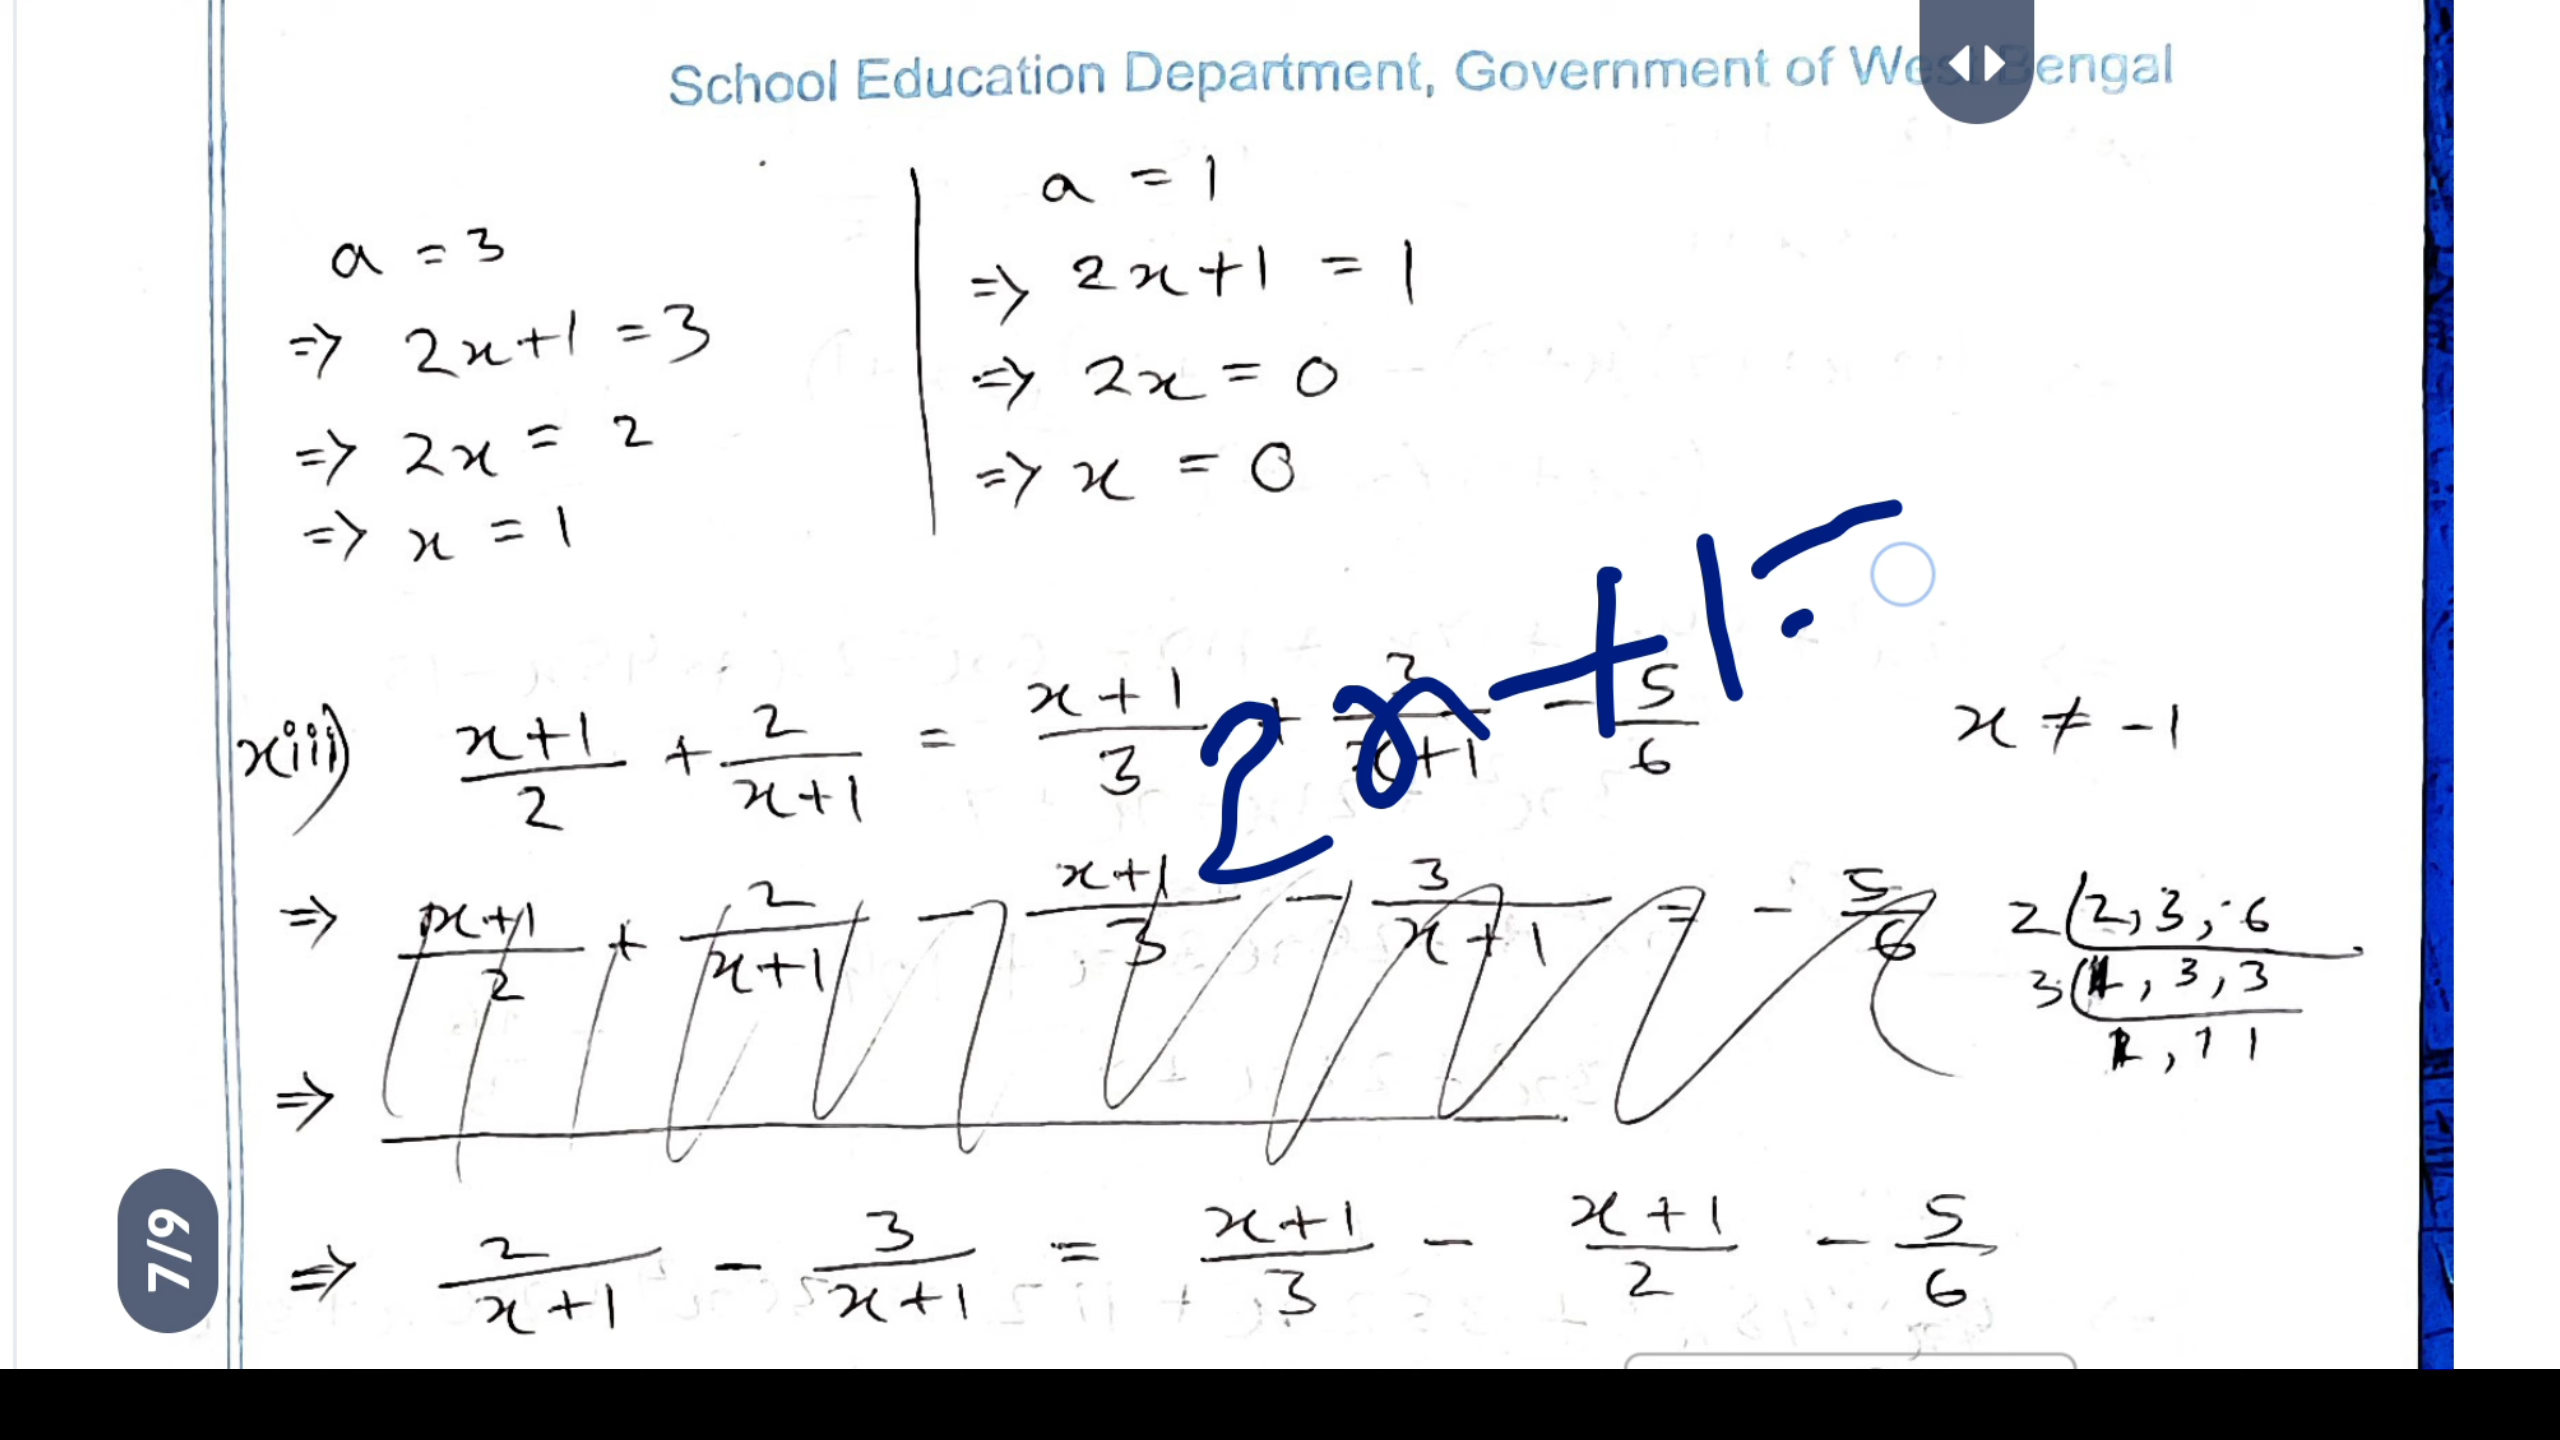 School Education Department, Government of West Bengal
a = 3
=> 2x+1 = 3
=> 2x = 2
=> x = 1
a = 1
=> 2x+1 = 1
=> 2x = 0
=> x = 0
2x+1=
xiii) (x+1)/2 + 2/(x+1) = (x+1)/3 + 3/(x+1) - 5/6 x ≠ -1
=> (x+1)/2 + 2/(x+1) - (x+1)/3 - 3/(x+1) = - 5/6
=>
2(2,3,6
3(1,3,3
1,1 1
=> 2/(x+1) - 3/(x+1) = (x+1)/3 - (x+1)/2 - 5/6
7/9